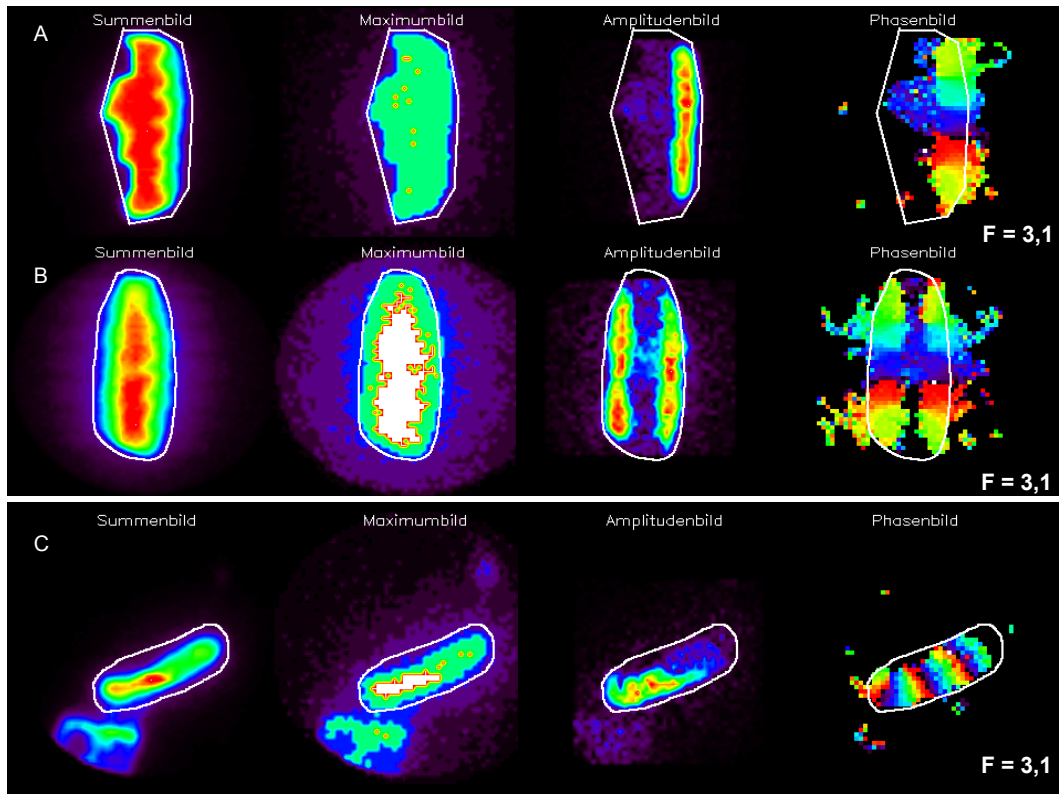 A
Summenbild Maximumbild Amplitudenbild Phasenbild
F = 3,1
B
Summenbild Maximumbild Amplitudenbild Phasenbild
F = 3,1
C
Summenbild Maximumbild Amplitudenbild Phasenbild
F = 3,1